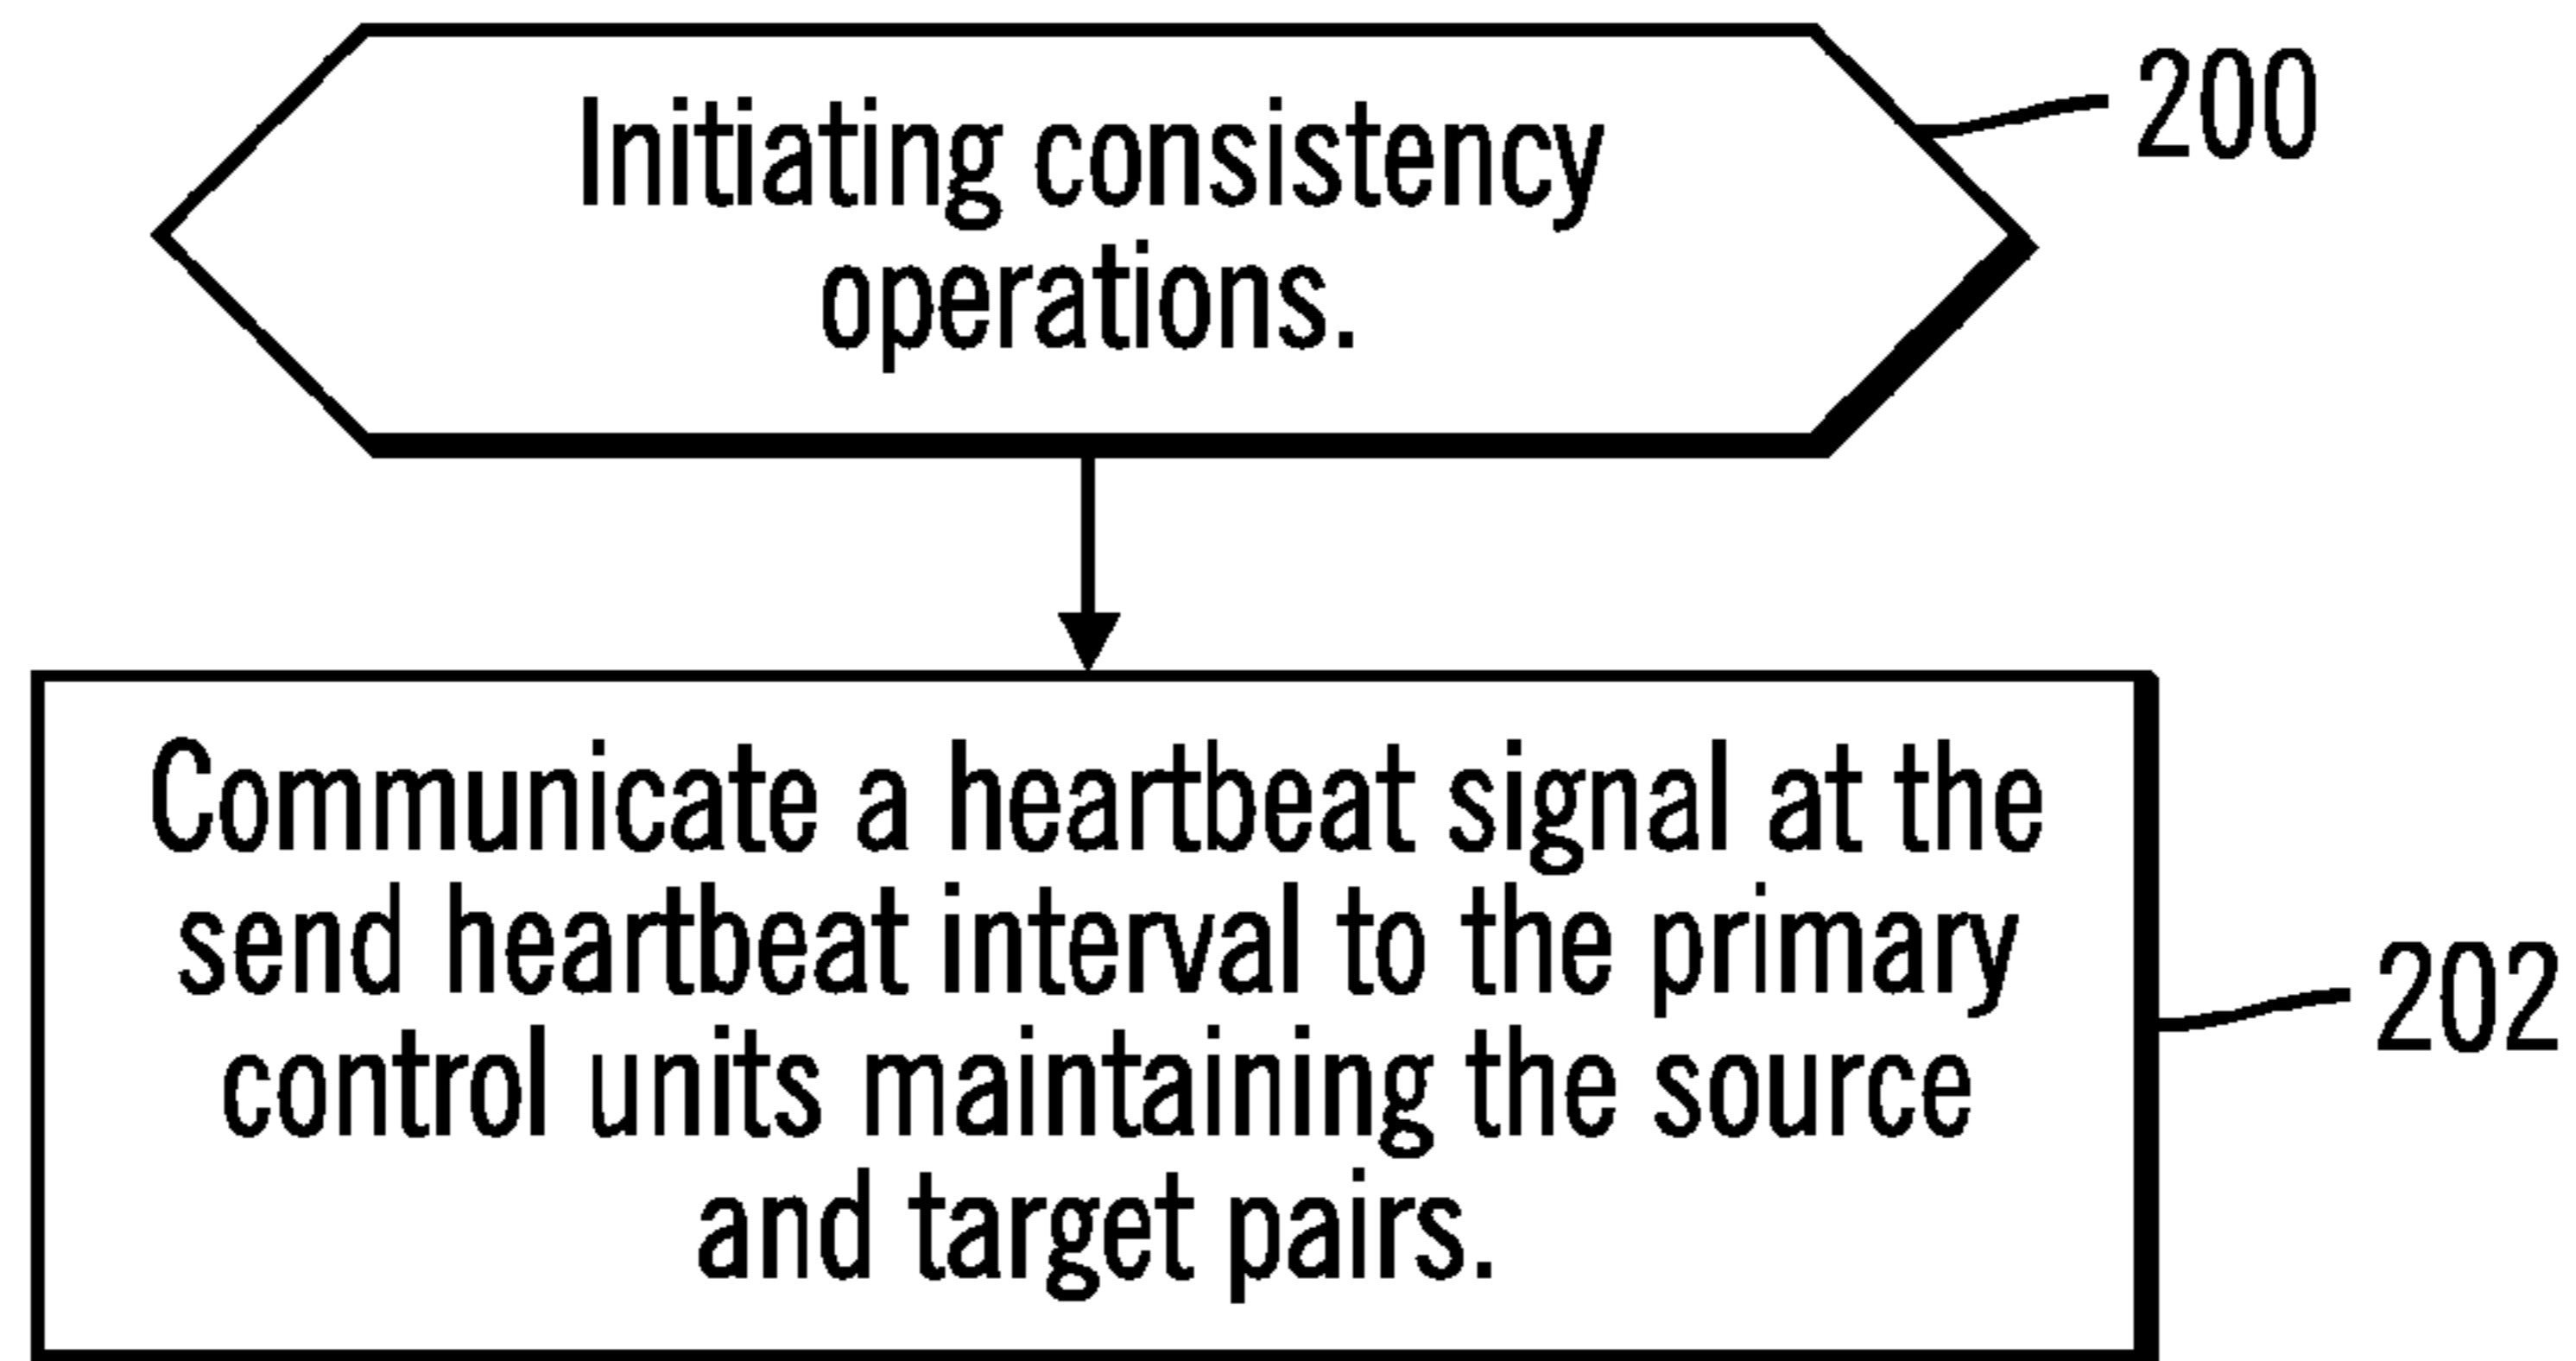 Initiating consistency
operations.
200
Communicate a heartbeat signal at the
send heartbeat interval to the primary
control units maintaining the source
and target pairs.
202